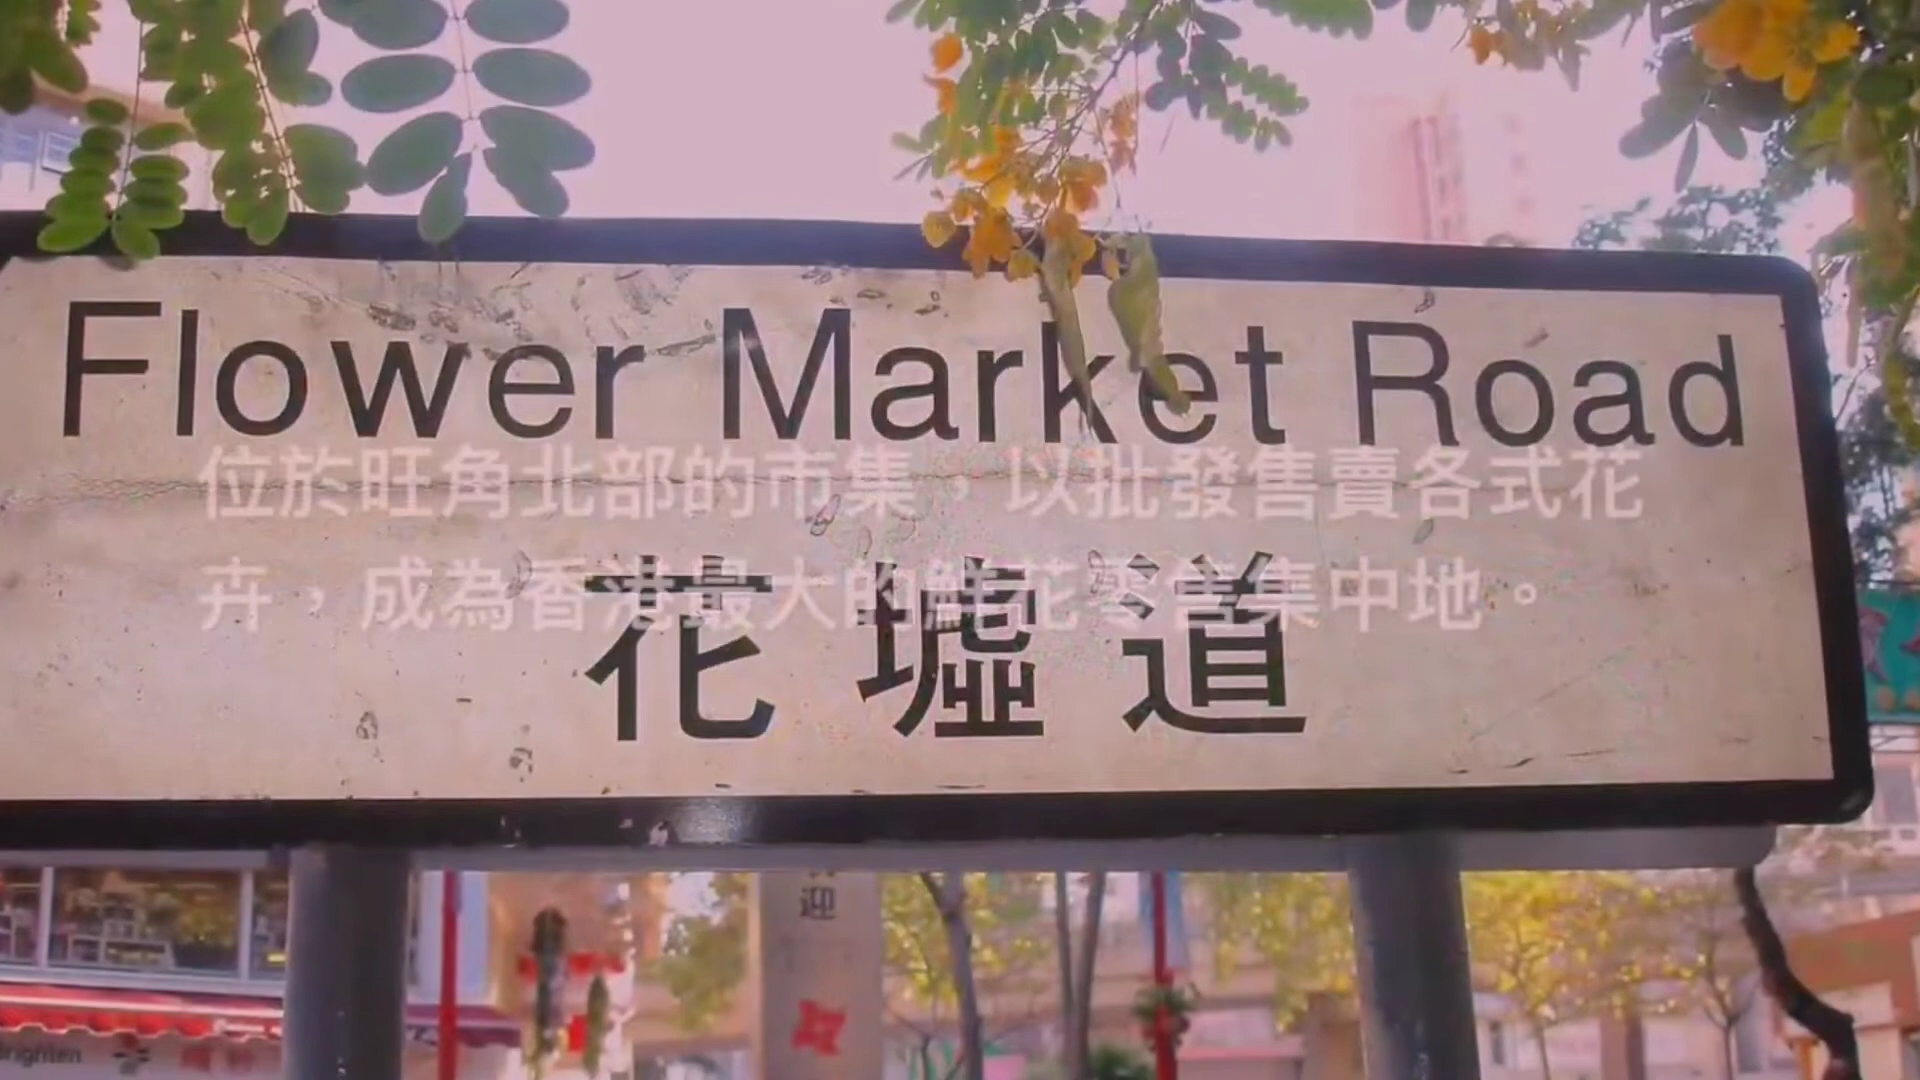 Flower Market Road
位於旺角北部的市集，以批發售賣各式花
卉，成為香港最大的鮮花零售集中地。
花墟道
迎